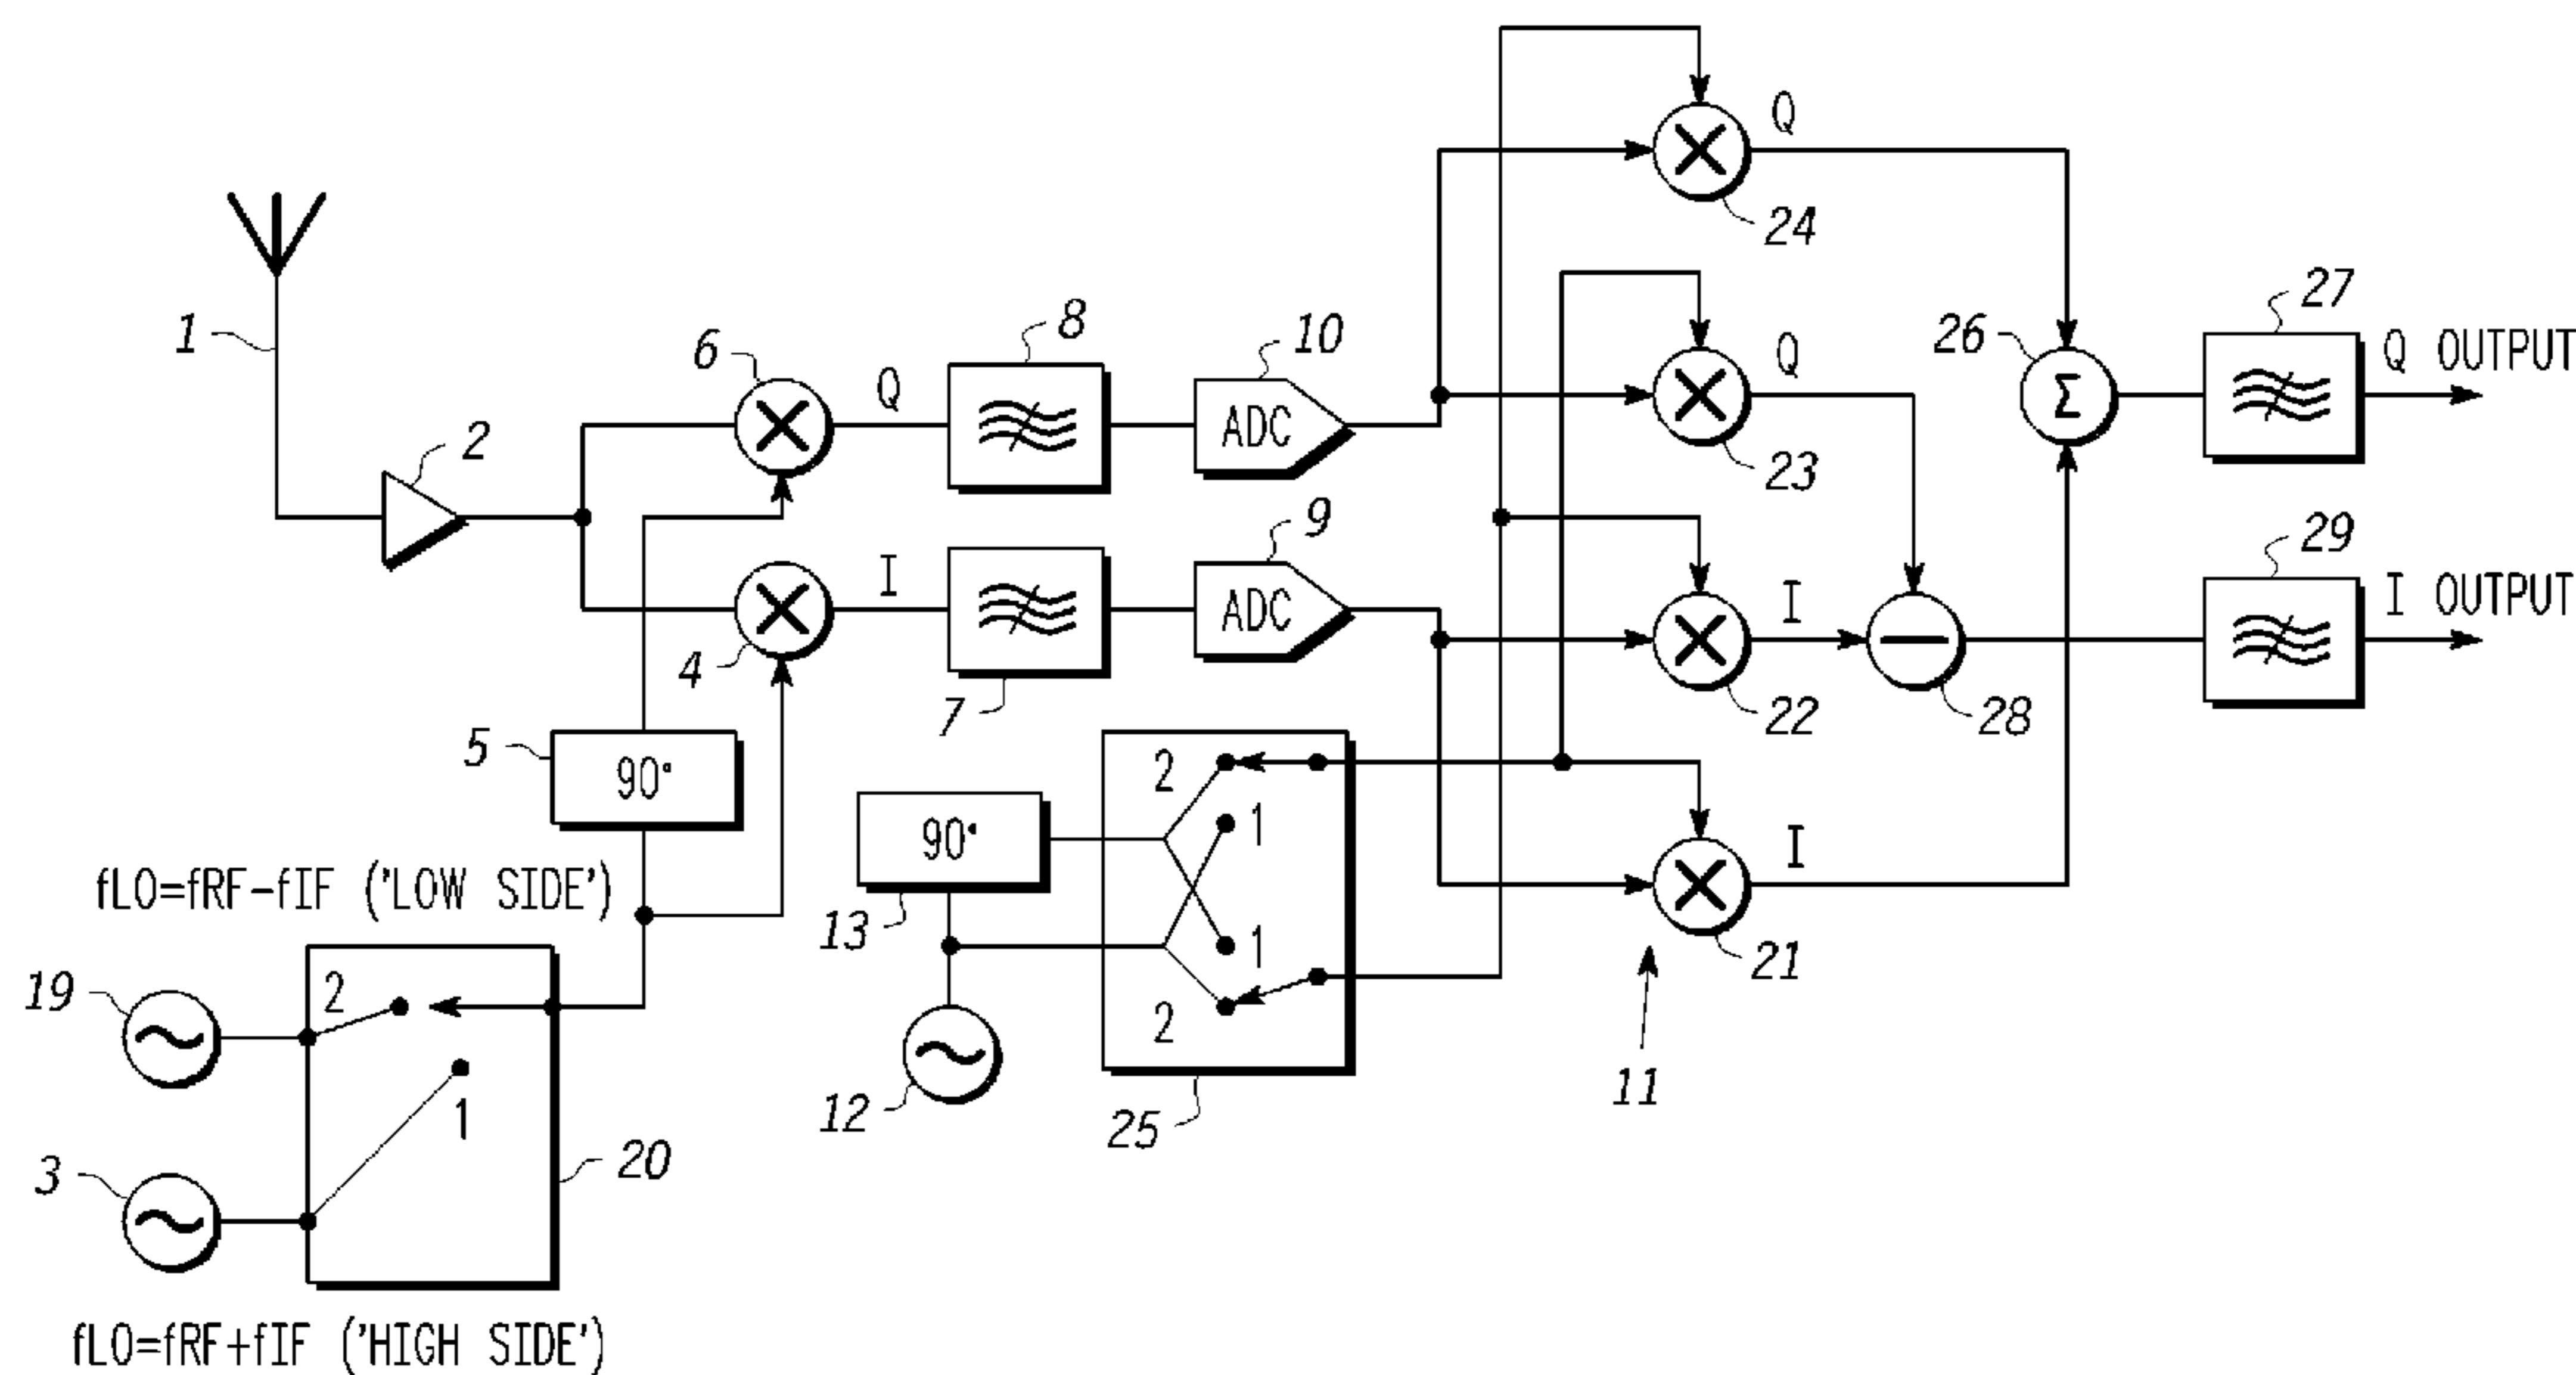 Q
24
1
6
Q
8
10
ADC
Q
23
26
Σ
27
Q OUTPUT
2
4
I
7
9
ADC
I
22
28
29
I OUTPUT
5
90°
90°
13
2
1
1
2
I
21
11
fLO=fRF-fIF ('LOW SIDE')
19
2
1
3
20
12
25
fLO=fRF+fIF ('HIGH SIDE')